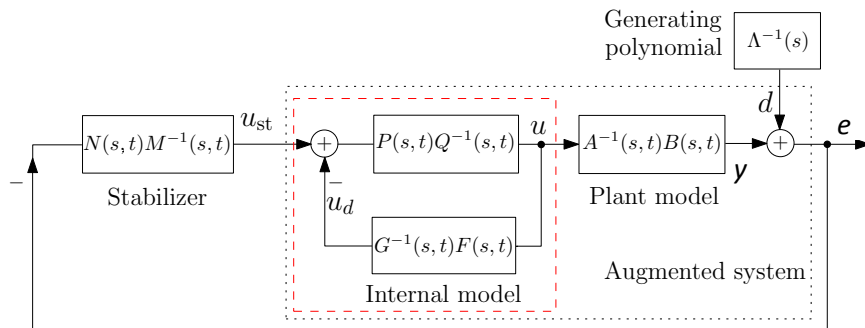 Generating
polynomial
Λ⁻¹(s)
d
e
u_st
N(s,t)M⁻¹(s,t)
Stabilizer
−
+
P(s,t)Q⁻¹(s,t)
u
A⁻¹(s,t)B(s,t)
Plant model
y
+
−
u_d
G⁻¹(s,t)F(s,t)
Internal model
Augmented system